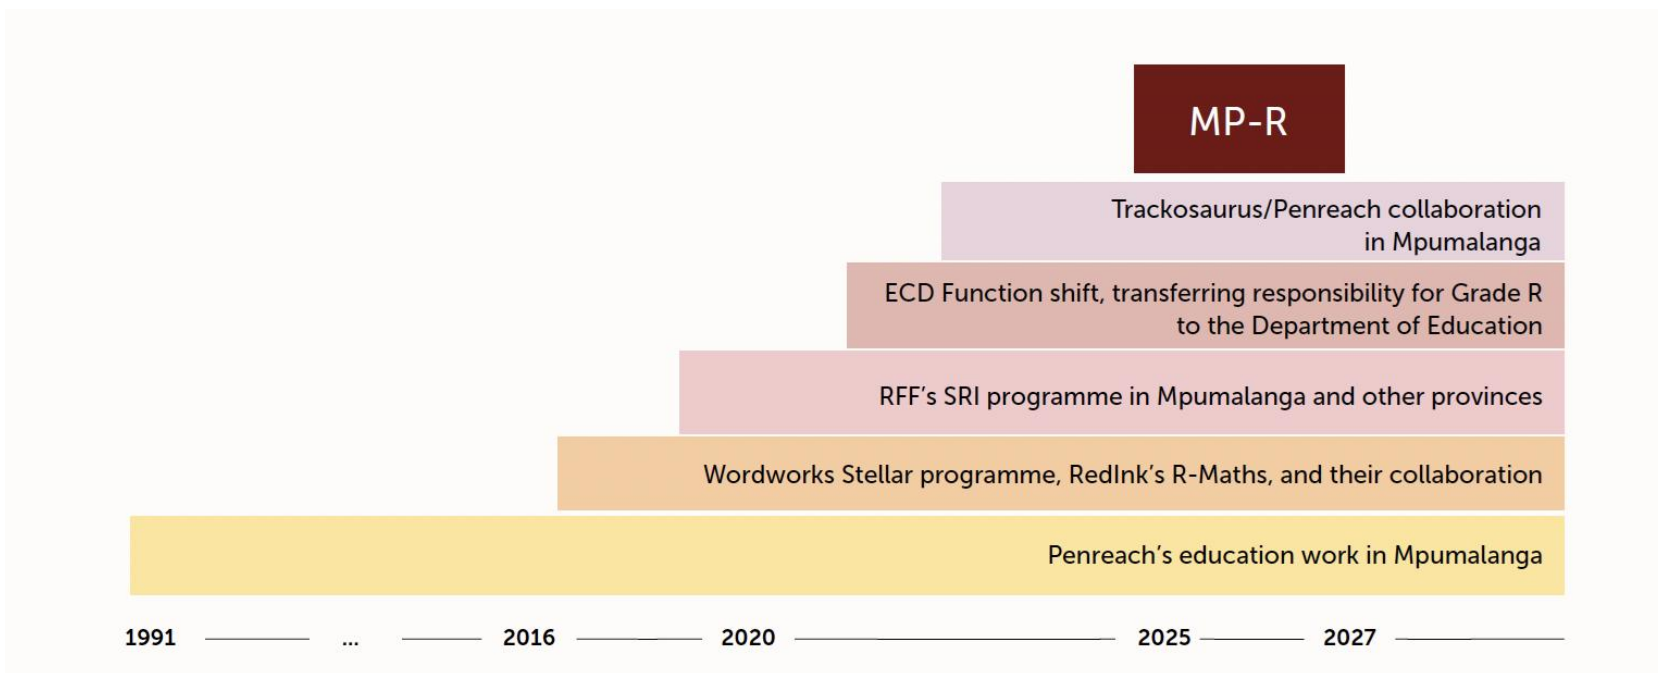 MP-R
Trackosaurus/Penreach collaboration
in Mpumalanga
ECD Function shift, transferring responsibility for Grade R
to the Department of Education
RFF’s SRI programme in Mpumalanga and other provinces
Wordworks Stellar programme, RedInk’s R-Maths, and their collaboration
Penreach’s education work in Mpumalanga
1991 ... 2016 2020 2025 2027